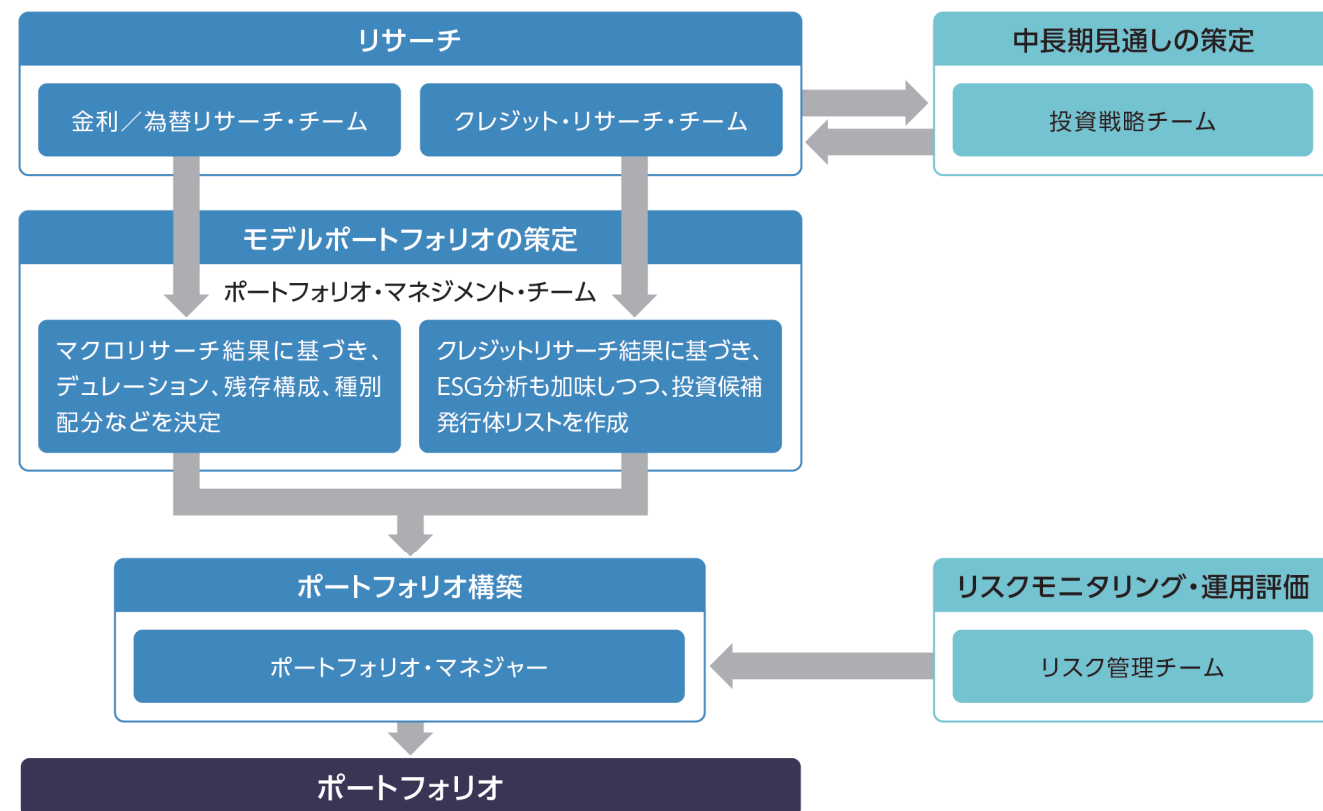 リサーチ
中長期見通しの策定
金利／為替リサーチ・チーム
クレジット・リサーチ・チーム
投資戦略チーム
モデルポートフォリオの策定
ポートフォリオ・マネジメント・チーム
マクロリサーチ結果に基づき、
デュレーション、残存構成、種別
配分などを決定
クレジットリサーチ結果に基づき、
ESG分析も加味しつつ、投資候補
発行体リストを作成
ポートフォリオ構築
リスクモニタリング・運用評価
ポートフォリオ・マネジャー
リスク管理チーム
ポートフォリオ